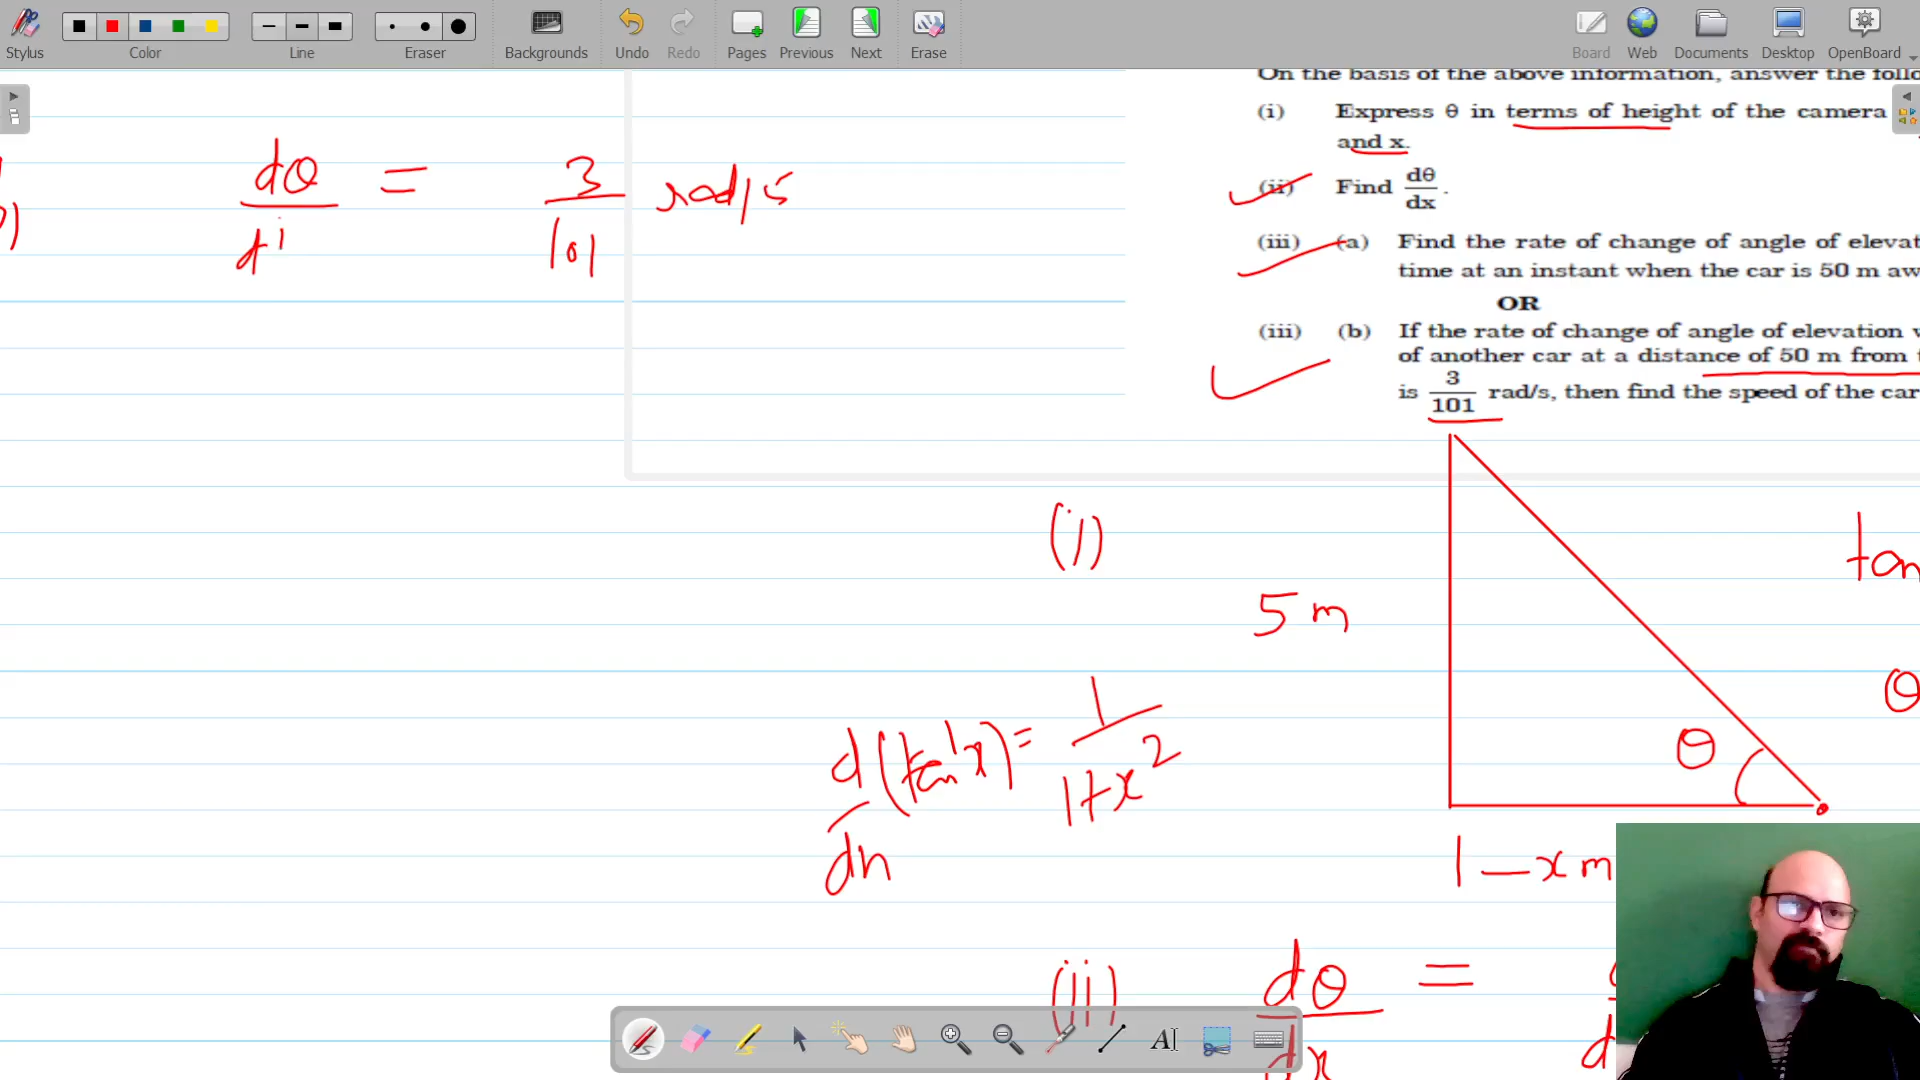 Stylus Color Line Eraser Backgrounds Undo Redo Pages Previous Next Erase Board Web Documents Desktop OpenBoard
On the basis of the above information, answer the follo
(i) Express θ in terms of height of the camera
and x.
(ii) Find dθ/dx.
(iii) (a) Find the rate of change of angle of elevat
time at an instant when the car is 50 m aw
OR
(iii) (b) If the rate of change of angle of elevation v
of another car at a distance of 50 m from t
is 3/101 rad/s, then find the speed of the car
dθ/dt = 3/101 rad/s
(i)
5 m
tan
θ
θ
d/dx (tan⁻¹x) = 1/1+x²
x m
(ii) dθ/dx =